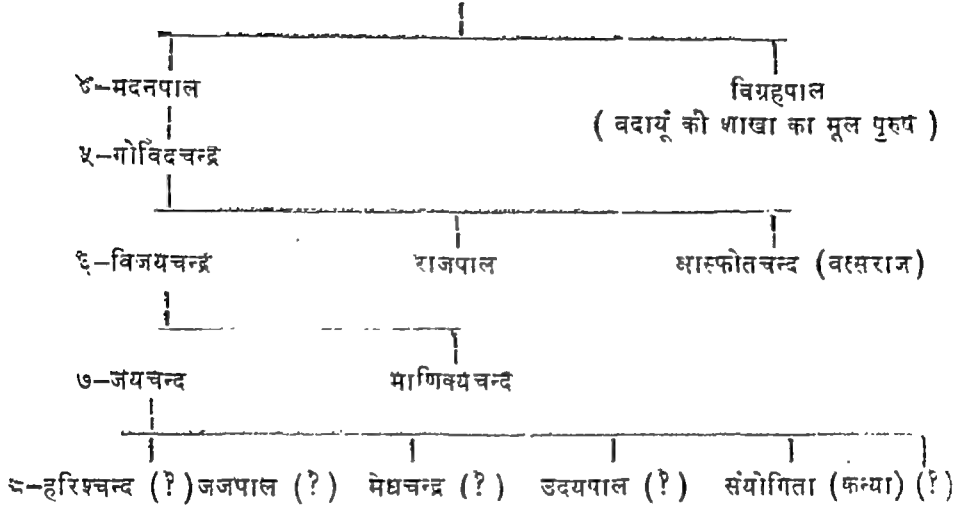 ४–मदनपाल विग्रहपाल
( वदायूं की शाखा का मूल पुरुष )
५–गोविंदचन्द्र
६–विजयचन्द्र राजपाल आस्फोतचन्द (वत्सराज)
७–जयचन्द माणिक्यचन्द
८–हरिश्चन्द (?) जजपाल (?) मेघचन्द्र (?) उदयपाल (?) संयोगिता (कन्या) (?)